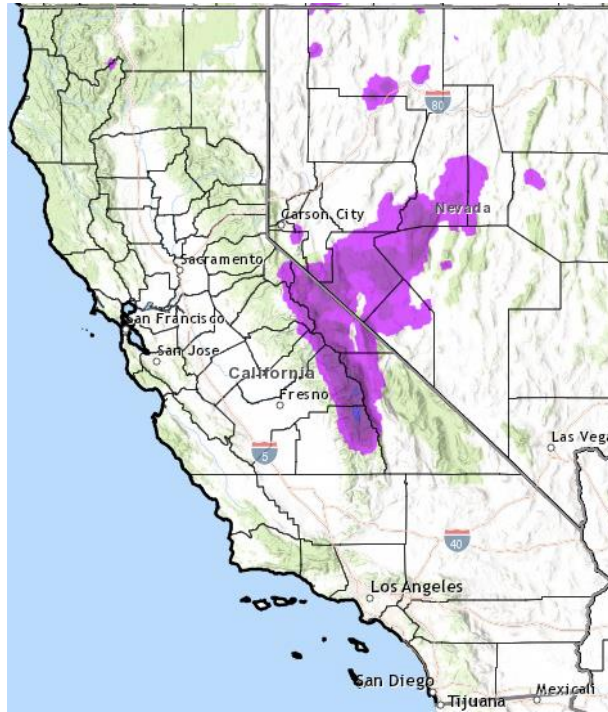 80
Nevada
Carson City
Sacramento
San Francisco
San Jose
California
Fresno
Las Vega
5
40
Los Angeles
San Diego
Mexicali
Tijuana